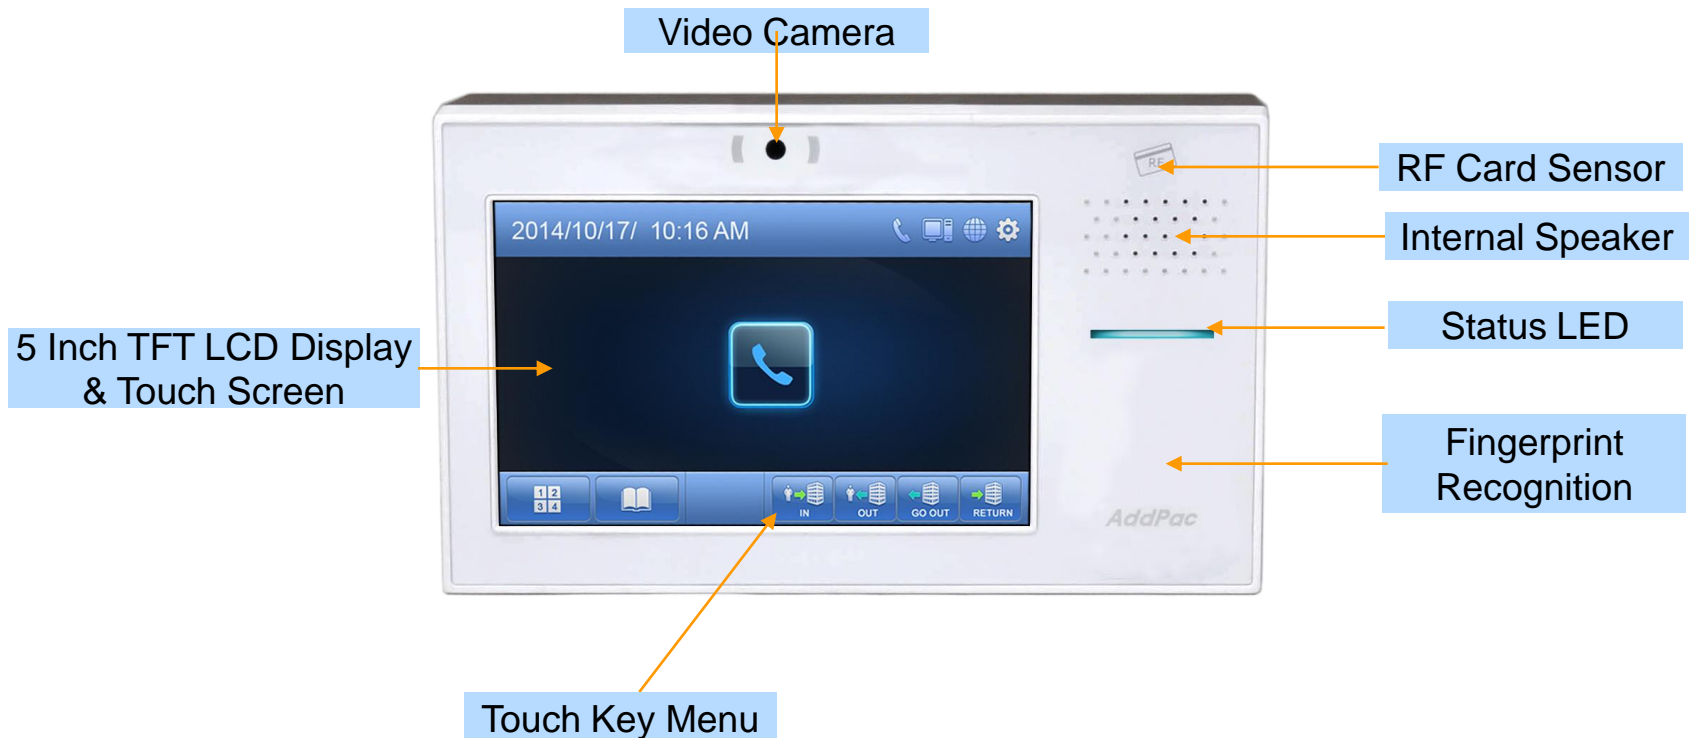 Video Camera
RF
RF Card Sensor
2014/10/17/ 10:16 AM
Internal Speaker
Status LED
5 Inch TFT LCD Display
& Touch Screen
Fingerprint
Recognition
1 2
3 4
IN
OUT
GO OUT
RETURN
AddPac
Touch Key Menu